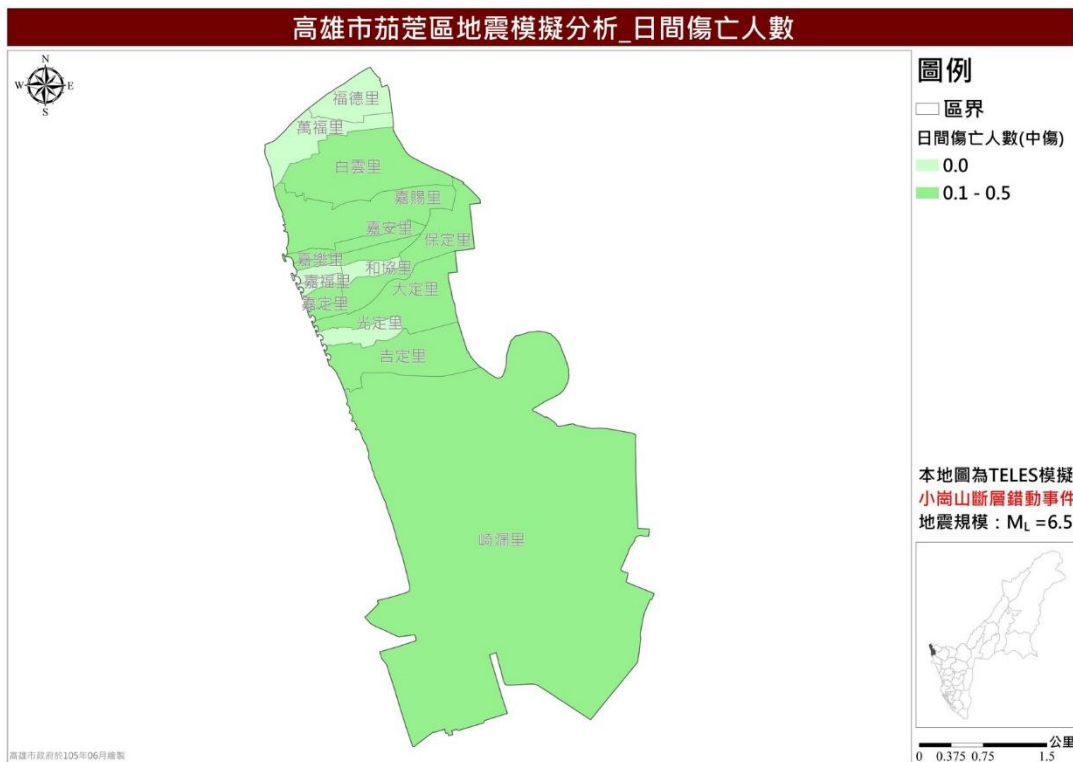 高雄市茄萣區地震模擬分析_日間傷亡人數
N
W
E
S
福德里
萬福里
白雲里
嘉賜里
嘉安里
保定里
嘉樂里
和協里
嘉福里
大定里
嘉定里
光定里
吉定里
崎漏里
圖例
區界
日間傷亡人數(中傷)
0.0
0.1 - 0.5
本地圖為TELES模擬
小崗山斷層錯動事件
地震規模：ML =6.5
公里
0 0.375 0.75 1.5
高雄市政府於105年06月繪製